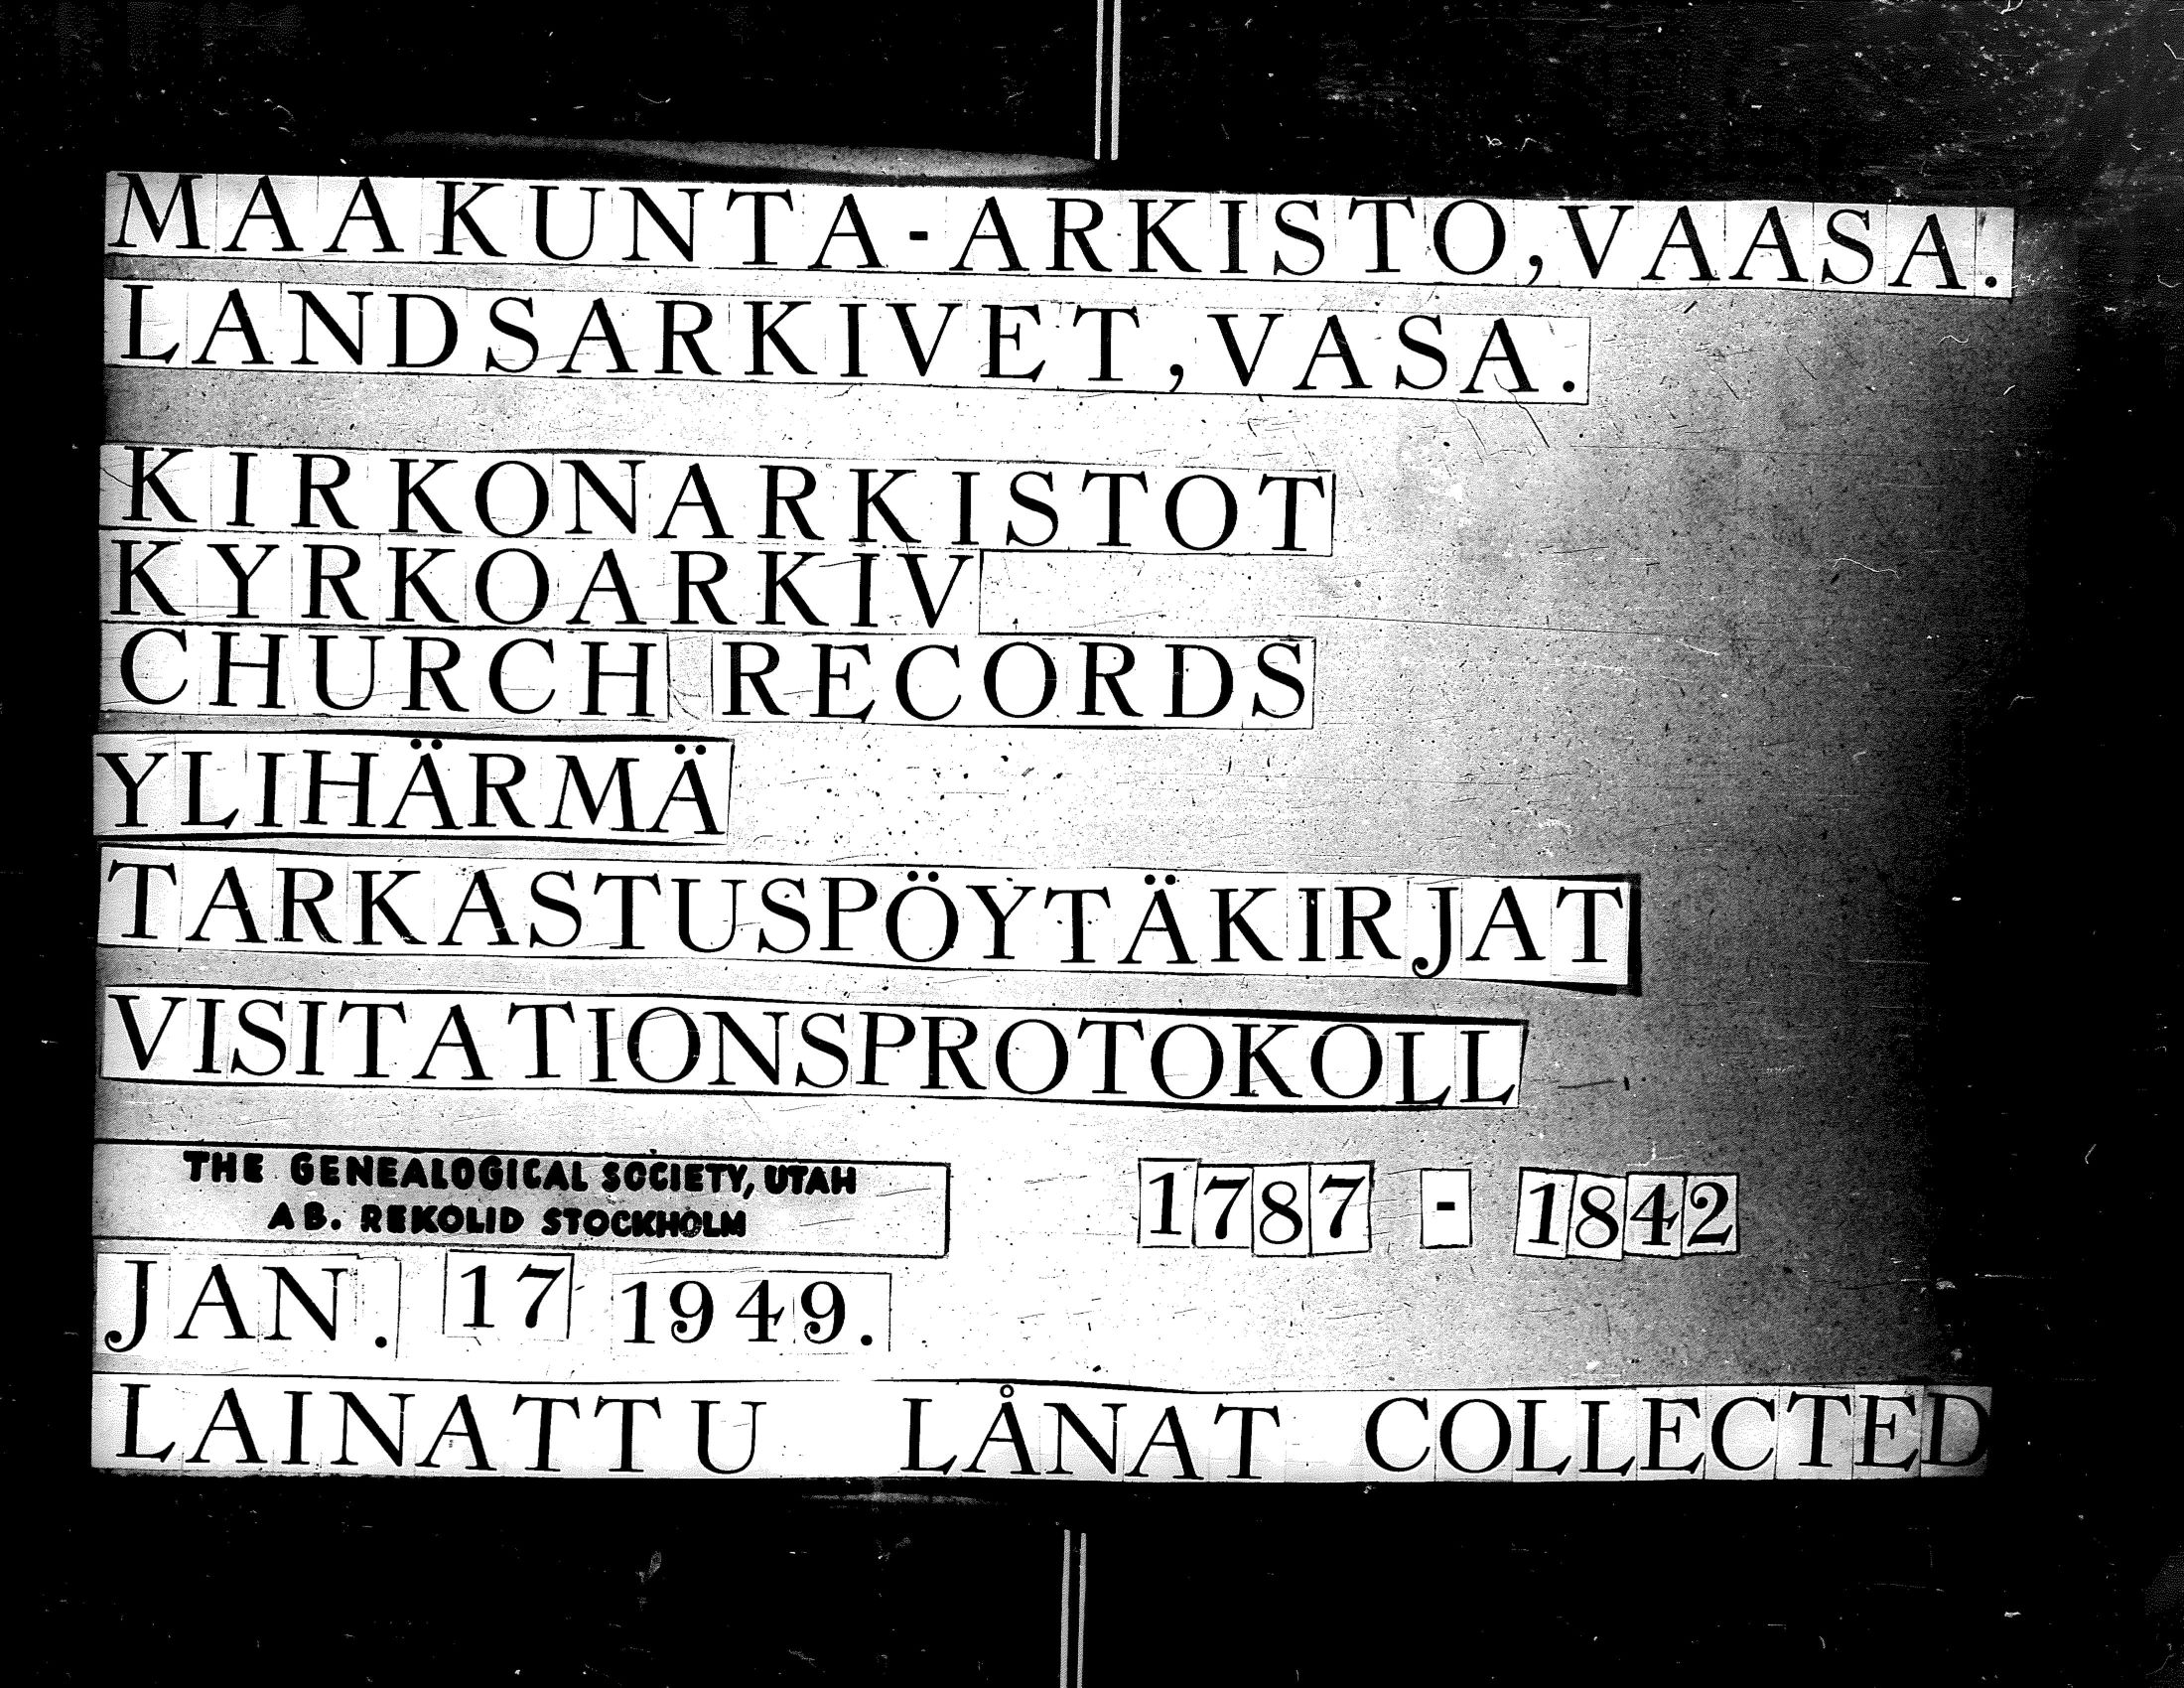 MAAKUNTA-ARKISTO, VAASA.
LANDSARKIVET, VASA.
KIRKONARKISTOT
KYRKOARKIV
CHURCH RECORDS
YLIHÄRMÄ
TARKASTUSPÖYTÄKIRJAT
VISITATIONSPROTOKOLL
THE GENEALOGICAL SOCIETY, UTAH
AB. REKOLID STOCKHOLM
1787 - 1842
JAN. 17 1949.
LAINATTU LÅNAT COLLECTED